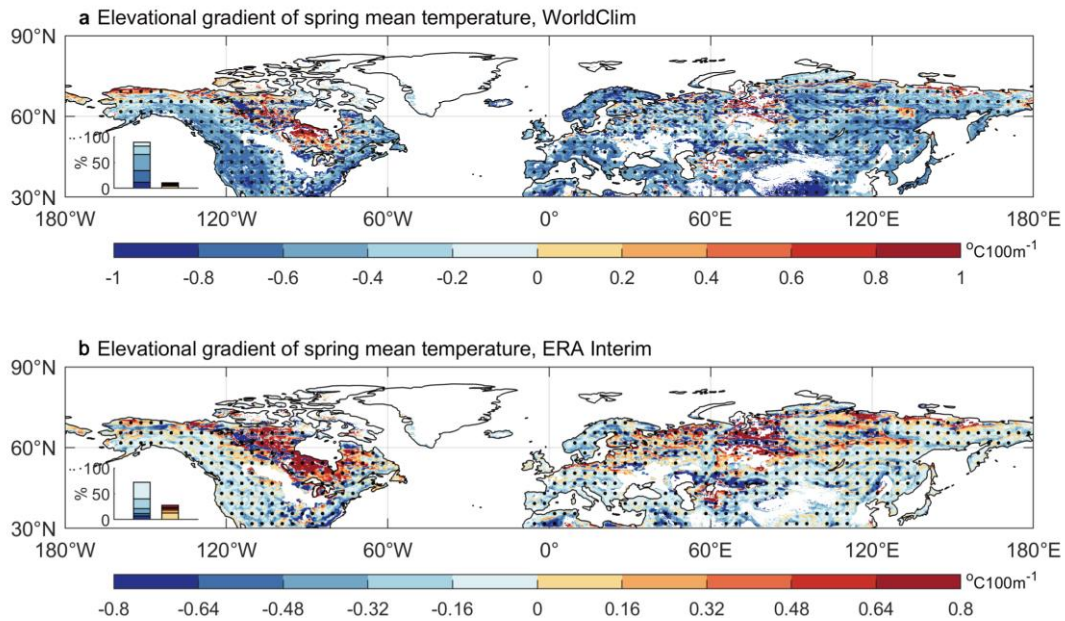 a Elevational gradient of spring mean temperature, WorldClim
90°N
60°N
30°N
100
50
0
%
180°W 120°W 60°W 0° 60°E 120°E 180°E
-1 -0.8 -0.6 -0.4 -0.2 0 0.2 0.4 0.6 0.8 1
°C100m⁻¹
b Elevational gradient of spring mean temperature, ERA Interim
90°N
60°N
30°N
100
50
0
%
180°W 120°W 60°W 0° 60°E 120°E 180°E
-0.8 -0.64 -0.48 -0.32 -0.16 0 0.16 0.32 0.48 0.64 0.8
°C100m⁻¹